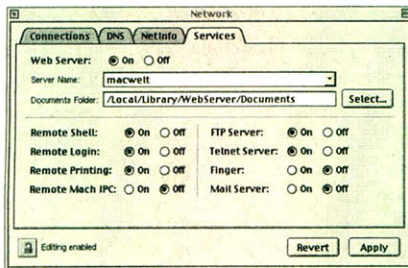 Network
Connections DNS NetInfo Services
Web Server: On Off
Server Name: macwelt
Documents Folder: /Local/Library/WebServer/Documents Select...
Remote Shell: On Off FTP Server: On Off
Remote Login: On Off Telnet Server: On Off
Remote Printing: On Off Finger: On Off
Remote Mach IPC: On Off Mail Server: On Off
Editing enabled Revert Apply